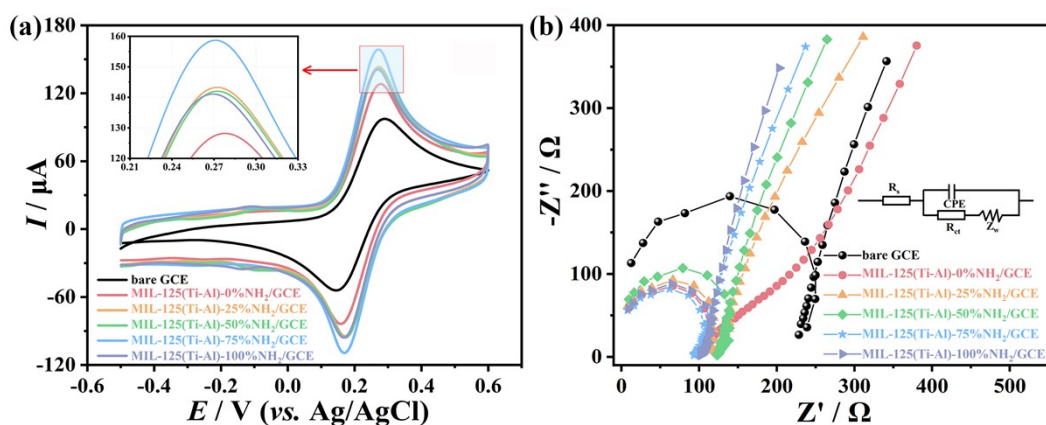 (a)
180
120
60
0
-60
-120
I / μA
160
150
140
130
120
0.21
0.24
0.27
0.30
0.33
bare GCE
MIL-125(Ti-Al)-0%NH₂/GCE
MIL-125(Ti-Al)-25%NH₂/GCE
MIL-125(Ti-Al)-50%NH₂/GCE
MIL-125(Ti-Al)-75%NH₂/GCE
MIL-125(Ti-Al)-100%NH₂/GCE
-0.6
-0.4
-0.2
0.0
0.2
0.4
0.6
E / V (vs. Ag/AgCl)
(b)
400
300
200
100
0
-Z'' / Ω
Rs
CPE
Rct
Zw
bare GCE
MIL-125(Ti-Al)-0%NH₂/GCE
MIL-125(Ti-Al)-25%NH₂/GCE
MIL-125(Ti-Al)-50%NH₂/GCE
MIL-125(Ti-Al)-75%NH₂/GCE
MIL-125(Ti-Al)-100%NH₂/GCE
0
100
200
300
400
500
Z' / Ω